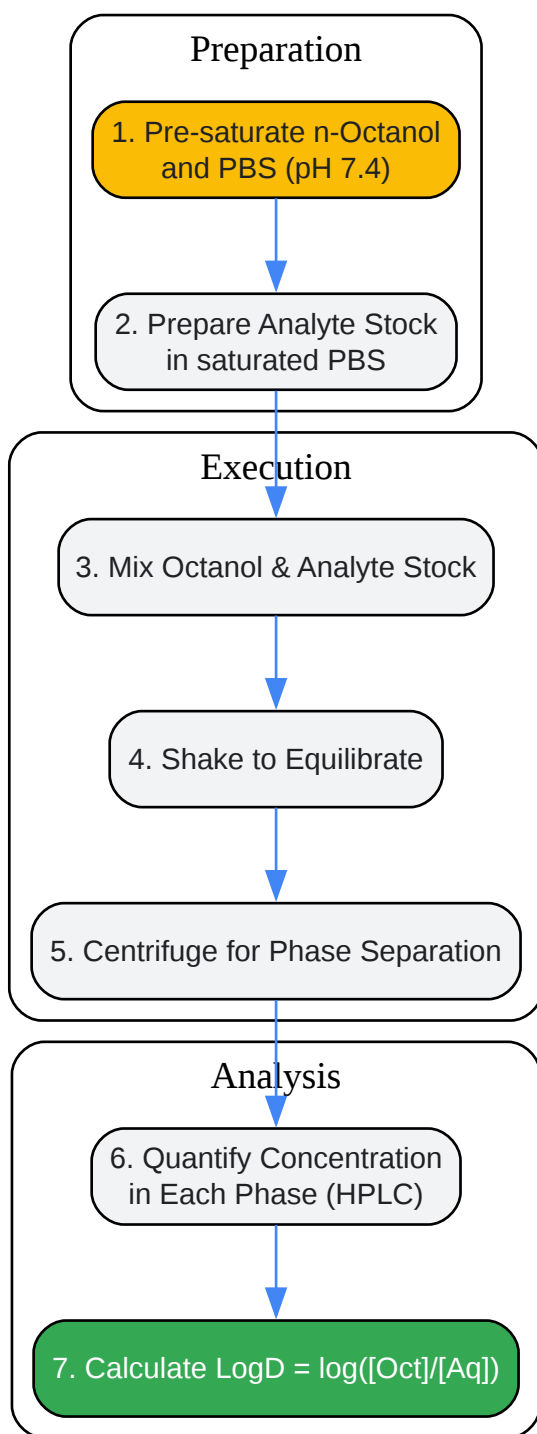 Preparation
1. Pre-saturate n-Octanol
and PBS (pH 7.4)
2. Prepare Analyte Stock
in saturated PBS
Execution
3. Mix Octanol & Analyte Stock
4. Shake to Equilibrate
5. Centrifuge for Phase Separation
Analysis
6. Quantify Concentration
in Each Phase (HPLC)
7. Calculate LogD = log([Oct]/[Aq])